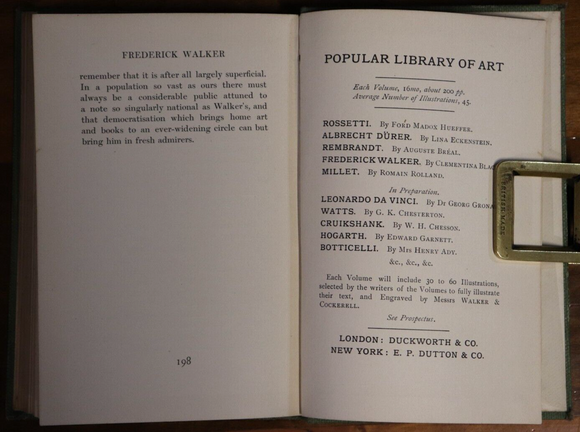 FREDERICK WALKER
remember that it is after all largely superficial.
In a population so vast as ours there must
always be a considerable public attuned to
a note so singularly national as Walker's, and
that democratisation which brings home art
and books to an ever-widening circle can but
bring him in fresh admirers.
198
POPULAR LIBRARY OF ART
Each Volume, 16mo, about 200 pp.
Average Number of Illustrations, 45.
ROSSETTI. By Ford Madox Hueffer.
ALBRECHT DÜRER. By Lina Eckenstein.
REMBRANDT. By Auguste Bréal.
FREDERICK WALKER. By Clementina
MILLET. By Romain Rolland.
In Preparation.
LEONARDO DA VINCI. By Dr Georg
WATTS. By G. K. Chesterton.
CRUIKSHANK. By W. H. Chesson.
HOGARTH. By Edward Garnett.
BOTTICELLI. By Mrs Henry Ady.
&c., &c., &c.
Each Volume will include 30 to 60 Illustrations,
selected by the writers of the Volumes to fully illustrate
their text, and Engraved by Messrs Walker &
Cockerell.
See Prospectus.
LONDON: DUCKWORTH & CO.
NEW YORK: E. P. DUTTON & CO.